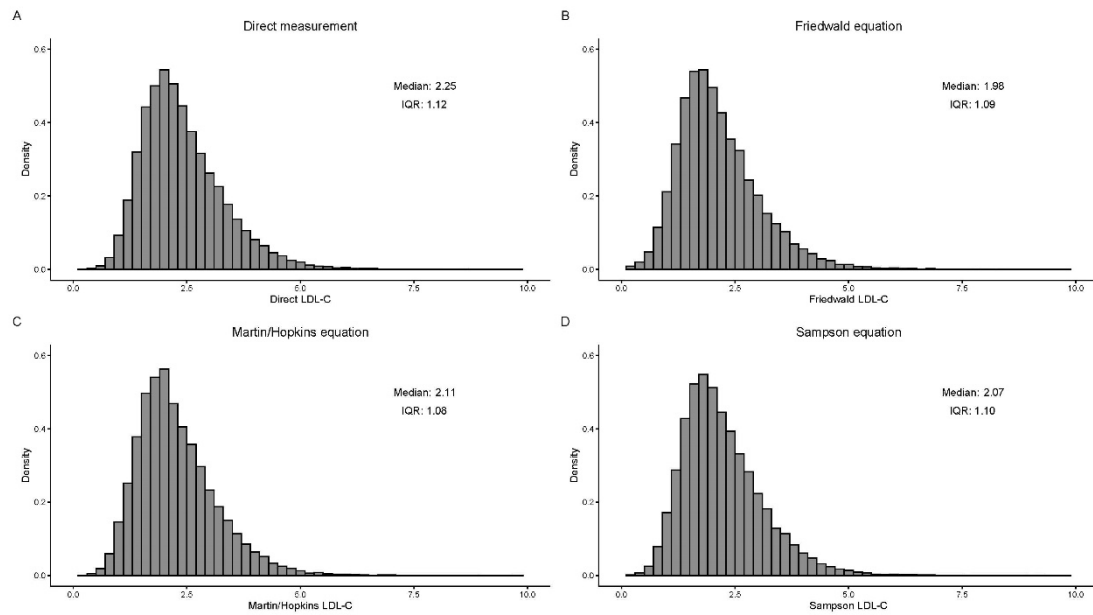 A
Direct measurement
Median: 2.25
IQR: 1.12
Density
0.6
0.4
0.2
0.0
0.0 2.5 5.0 7.5 10.0
Direct LDL-C
B
Friedwald equation
Median: 1.98
IQR: 1.09
Density
0.6
0.4
0.2
0.0
0.0 2.5 5.0 7.5 10.0
Friedwald LDL-C
C
Martin/Hopkins equation
Median: 2.11
IQR: 1.08
Density
0.6
0.4
0.2
0.0
0.0 2.5 5.0 7.5 10.0
Martin/Hopkins LDL-C
D
Sampson equation
Median: 2.07
IQR: 1.10
Density
0.6
0.4
0.2
0.0
0.0 2.5 5.0 7.5 10.0
Sampson LDL-C